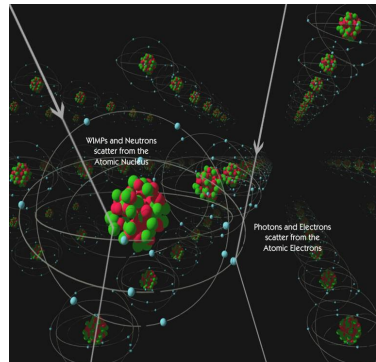 WIMPs and Neutrons
scatter from the
Atomic Nucleus
Photons and Electrons
scatter from the
Atomic Electrons